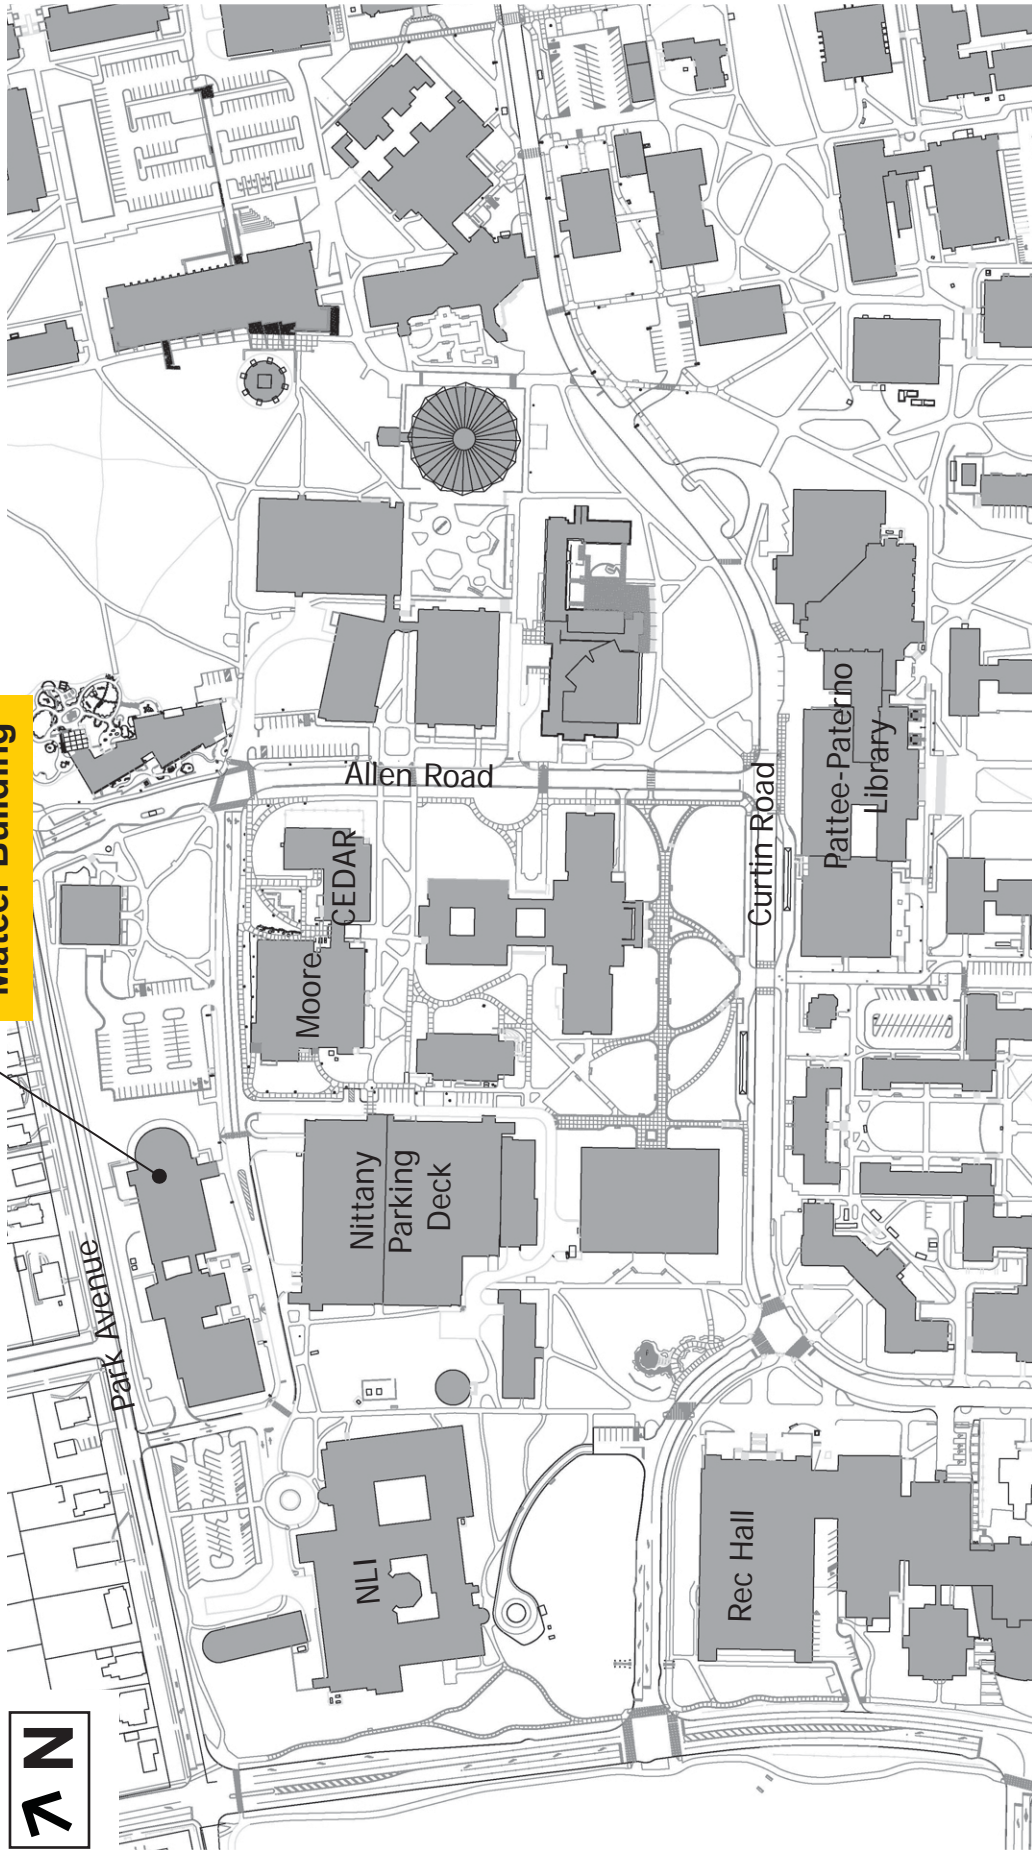 Mateer Building
Park Avenue
Allen Road
CEDAR
Moore
Nittany
Parking
Deck
Curtin Road
Pattee-Paterno
Library
NLI
Rec Hall
N